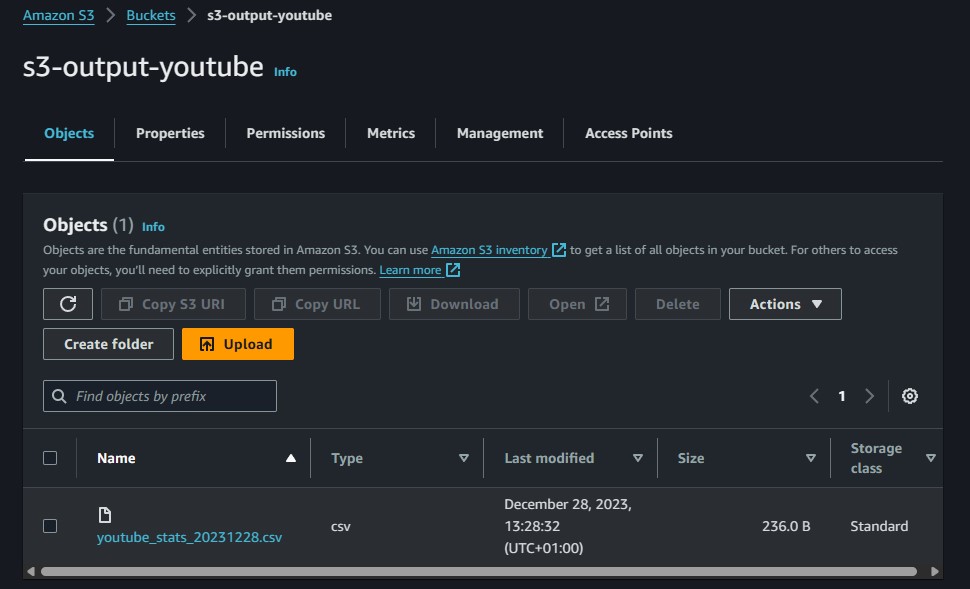 Amazon S3 > Buckets > s3-output-youtube
s3-output-youtube Info
Objects Properties Permissions Metrics Management Access Points
Objects (1) Info
Objects are the fundamental entities stored in Amazon S3. You can use Amazon S3 inventory to get a list of all objects in your bucket. For others to access
your objects, you'll need to explicitly grant them permissions. Learn more
Copy S3 URI Copy URL Download Open Delete Actions
Create folder Upload
Find objects by prefix 1
Name Type Last modified Size Storage
class
youtube_stats_20231228.csv csv December 28, 2023,
13:28:32
(UTC+01:00) 236.0 B Standard